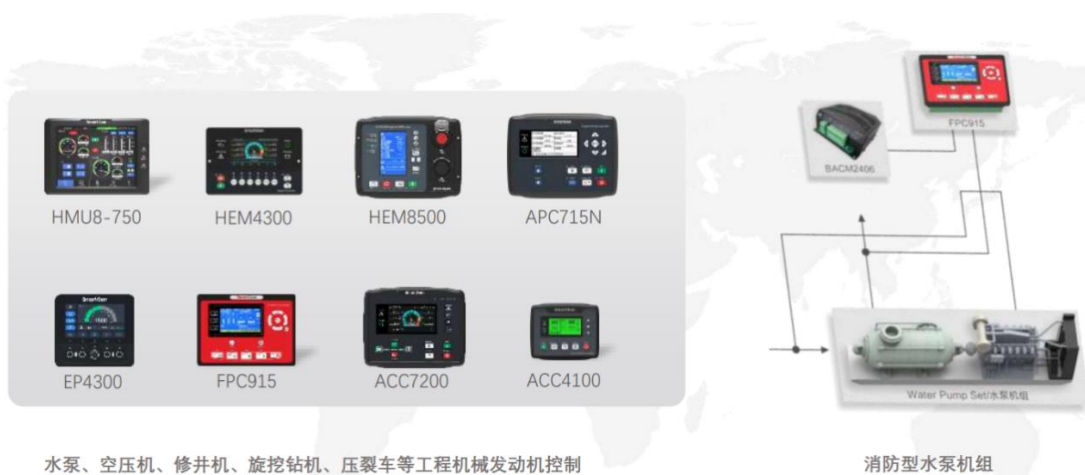 HMU8-750
HEM4300
HEM8500
APC715N
EP4300
FPC915
ACC7200
ACC4100
水泵、空压机、修井机、旋挖钻机、压裂车等工程机械发动机控制
FPC915
BACM2406
Water Pump Set/水泵机组
消防型水泵机组